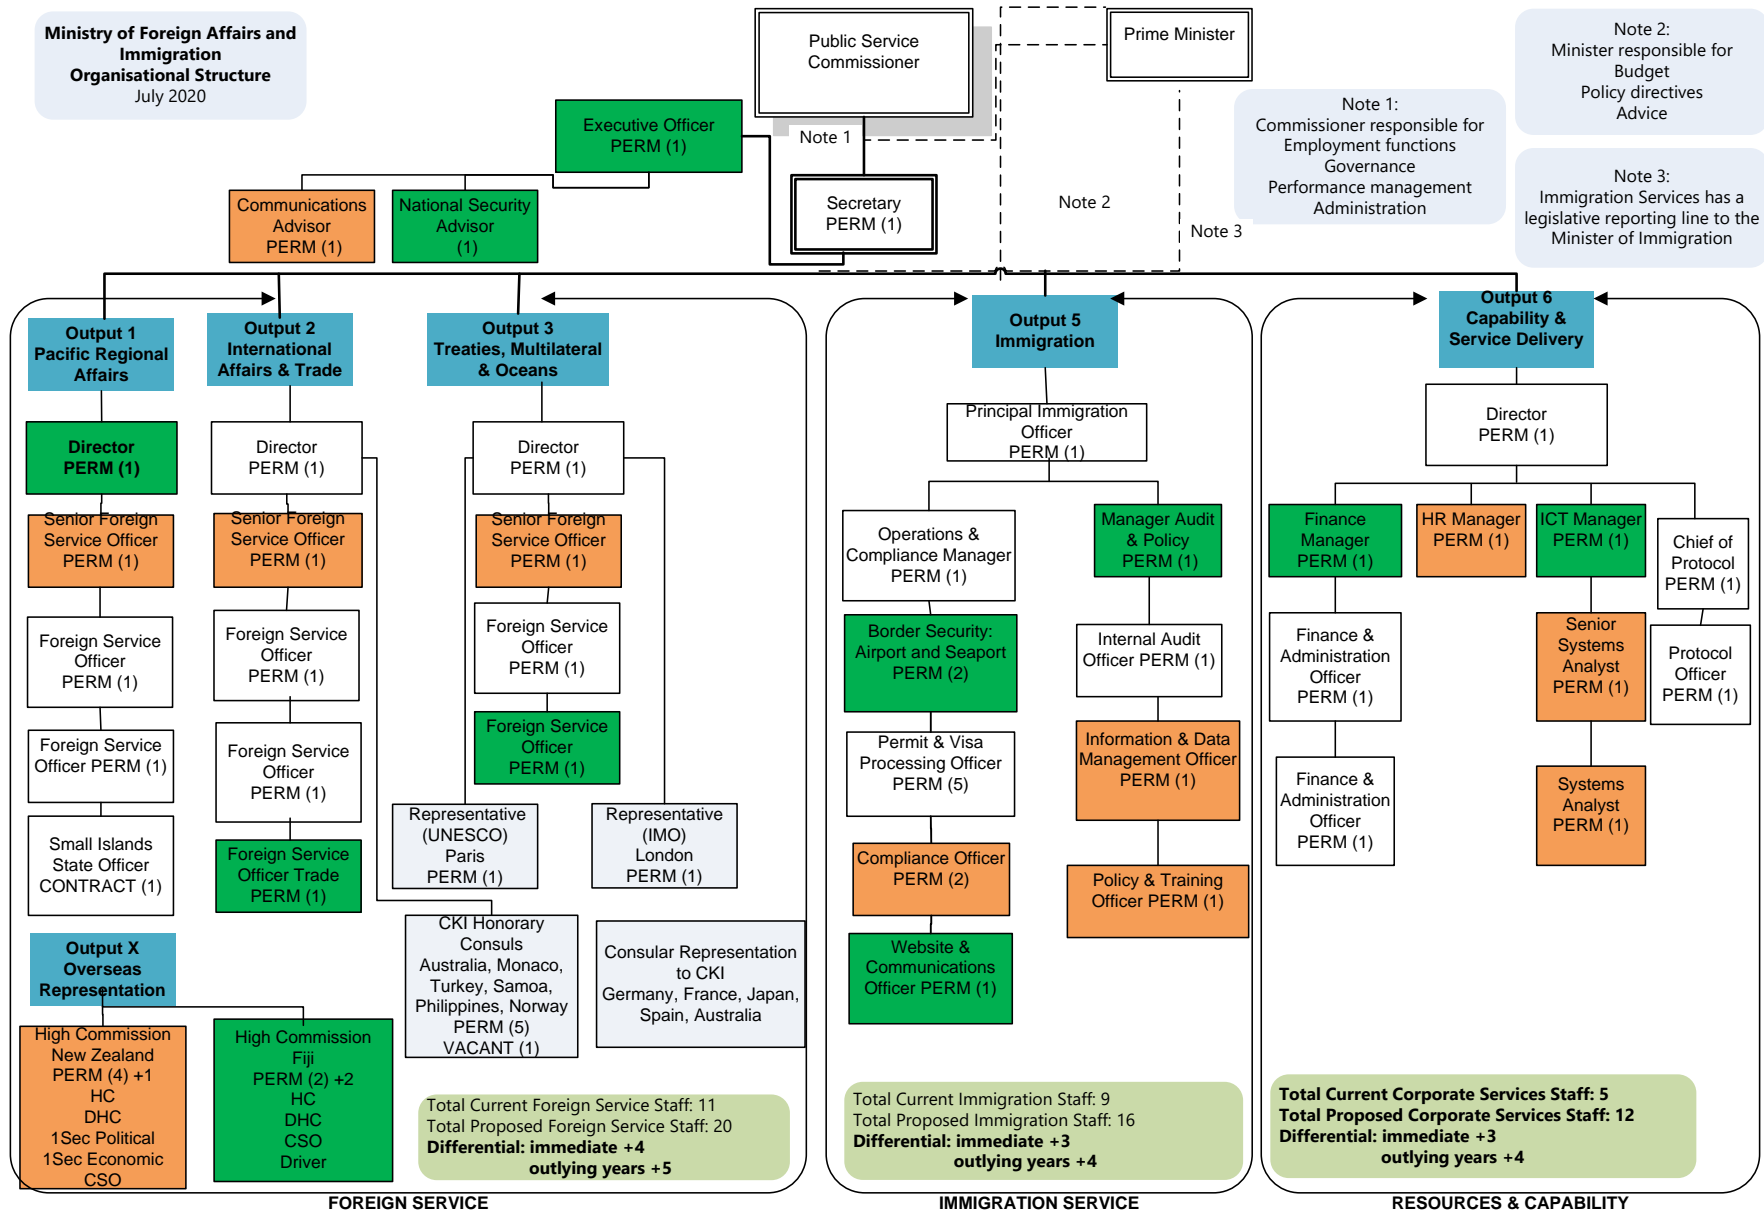 Ministry of Foreign Affairs and
Immigration
Organisational Structure
July 2020
Public Service
Commissioner
Prime Minister
Note 2:
Minister responsible for
Budget
Policy directives
Advice
Note 1:
Commissioner responsible for
Employment functions
Governance
Performance management
Administration
Note 3:
Immigration Services has a
legislative reporting line to the
Minister of Immigration
Executive Officer
PERM (1)
Note 1
Communications
Advisor
PERM (1)
National Security
Advisor
(1)
Secretary
PERM (1)
Note 2
Note 3
Output 1
Pacific Regional
Affairs
Director
PERM (1)
Senior Foreign
Service Officer
PERM (1)
Foreign Service
Officer
PERM (1)
Foreign Service
Officer PERM (1)
Small Islands
State Officer
CONTRACT (1)
Output 2
International
Affairs & Trade
Director
PERM (1)
Senior Foreign
Service Officer
PERM (1)
Foreign Service
Officer
PERM (1)
Foreign Service
Officer
PERM (1)
Foreign Service
Officer Trade
PERM (1)
Output 3
Treaties, Multilateral
& Oceans
Director
PERM (1)
Senior Foreign
Service Officer
PERM (1)
Foreign Service
Officer
PERM (1)
Foreign Service
Officer
PERM (1)
Representative
(UNESCO)
Paris
PERM (1)
Representative
(IMO)
London
PERM (1)
CKI Honorary
Consuls
Australia, Monaco,
Turkey, Samoa,
Philippines, Norway
PERM (5)
VACANT (1)
Consular Representation
to CKI
Germany, France, Japan,
Spain, Australia
Output X
Overseas
Representation
High Commission
New Zealand
PERM (4) +1
HC
DHC
1Sec Political
1Sec Economic
CSO
High Commission
Fiji
PERM (2) +2
HC
DHC
CSO
Driver
Total Current Foreign Service Staff: 11
Total Proposed Foreign Service Staff: 20
Differential: immediate +4
outlying years +5
FOREIGN SERVICE
Output 5
Immigration
Principal Immigration
Officer
PERM (1)
Operations &
Compliance Manager
PERM (1)
Border Security:
Airport and Seaport
PERM (2)
Permit & Visa
Processing Officer
PERM (5)
Compliance Officer
PERM (2)
Website &
Communications
Officer PERM (1)
Manager Audit
& Policy
PERM (1)
Internal Audit
Officer PERM (1)
Information & Data
Management Officer
PERM (1)
Policy & Training
Officer PERM (1)
Total Current Immigration Staff: 9
Total Proposed Immigration Staff: 16
Differential: immediate +3
outlying years +4
IMMIGRATION SERVICE
Output 6
Capability &
Service Delivery
Director
PERM (1)
Finance
Manager
PERM (1)
Finance &
Administration
Officer
PERM (1)
Finance &
Administration
Officer
PERM (1)
HR Manager
PERM (1)
ICT Manager
PERM (1)
Senior
Systems
Analyst
PERM (1)
Systems
Analyst
PERM (1)
Chief of
Protocol
PERM (1)
Protocol
Officer
PERM (1)
Total Current Corporate Services Staff: 5
Total Proposed Corporate Services Staff: 12
Differential: immediate +3
outlying years +4
RESOURCES & CAPABILITY